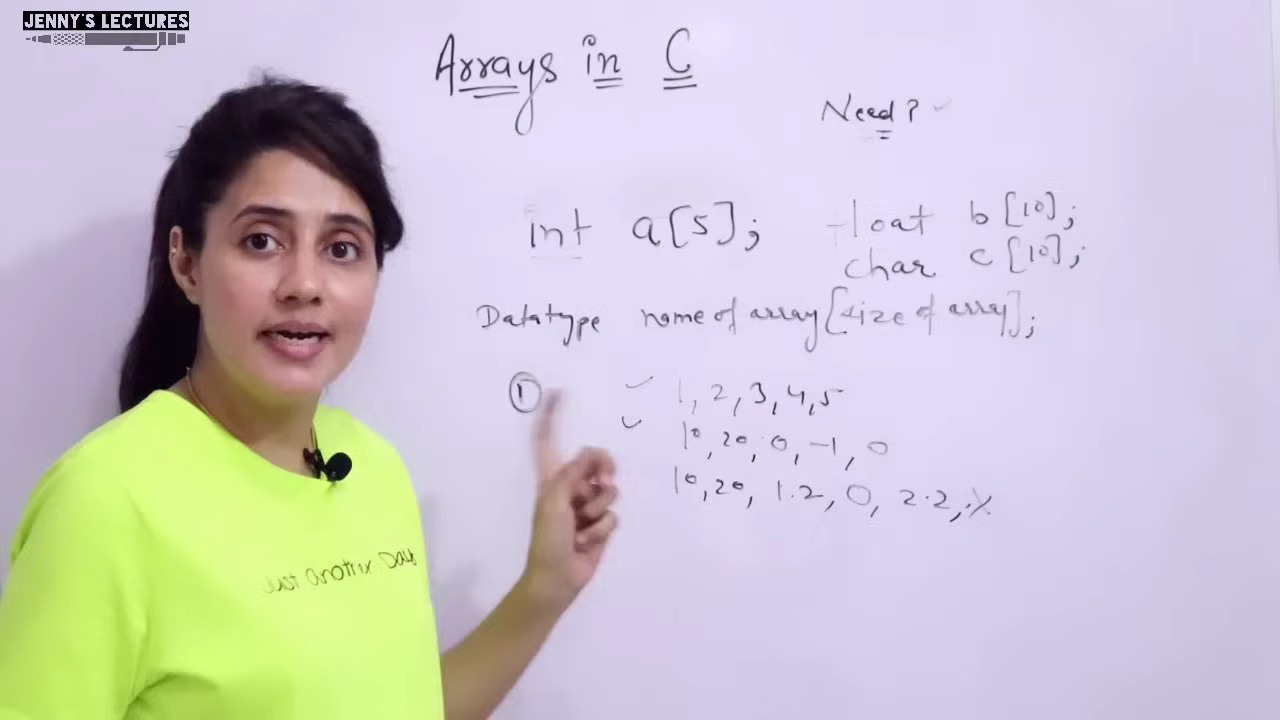 JENNY'S LECTURES
Arrays in C
Need?
int a[5]; float b[10];
char c[10];
Datatype name of array[size of array];
1 1, 2, 3, 4, 5
10, 20, 0, -1, 0
10, 20, 1.2, 0, 2.2, .%
Just Another Day